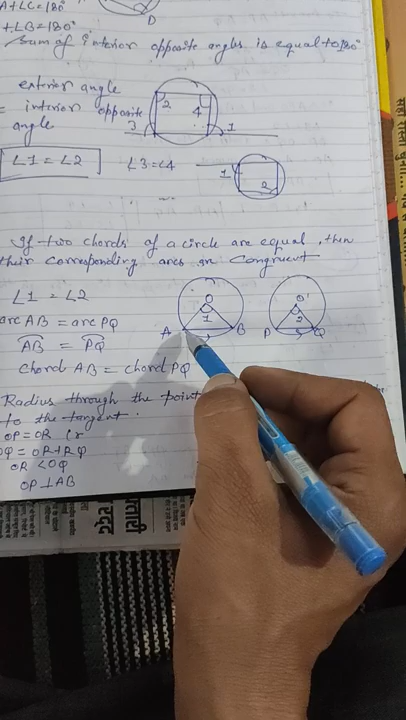 A+LC=180°
D
+LB=180°
Sum of interior opposite angles is equal to 180°
exterior angle
= interior opposite
angle
2
4
3
1
∠1 = ∠2
∠3 = ∠4
1
2
If two chords of a circle are equal, then
their corresponding arcs are Congruent
∠1 = ∠2
arc AB = arc PQ
AB = PQ
chord AB = chord PQ
O
1
A
B
O'
2
P
Q
Radius through the point
to the tangent.
OP = OR
OQ = OR+RQ
OR < OQ
OP ⊥ AB